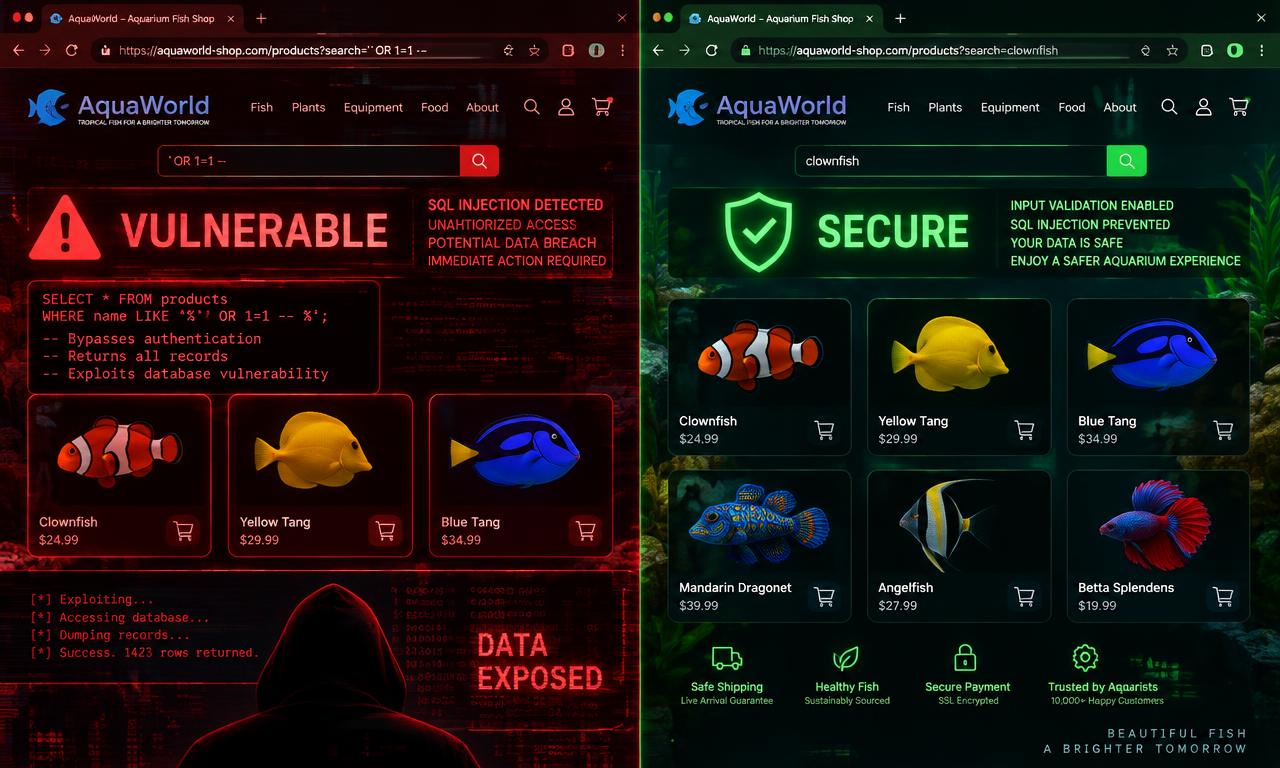 AquaWorld – Aquarium Fish Shop
https://aquaworld-shop.com/products?search='' OR 1=1 --
AquaWorld
TROPICAL FISH FOR A BRIGHTER TOMORROW
Fish Plants Equipment Food About
' OR 1=1 --
VULNERABLE
SQL INJECTION DETECTED
UNAHTIORIZED ACCESS
POTENTIAL DATA BREACH
IMMEDIATE ACTION REQUIRED
SELECT * FROM products
WHERE name LIKE '%'' OR 1=1 -- %';
-- Bypasses authentication
-- Returns all records
-- Exploits database vulnerability
Clownfish
$24.99
Yellow Tang
$29.99
Blue Tang
$34.99
[*] Exploiting...
[*] Accessing database...
[*] Dumping records...
[*] Success. 1423 rows returned.
DATA
EXPOSED
AquaWorld – Aquarium Fish Shop
https://aquaworld-shop.com/products?search=clownfish
AquaWorld
TROPICAL FISH FOR A BRIGHTER TOMORROW
Fish Plants Equipment Food About
clownfish
SECURE
INPUT VALIDATION ENABLED
SQL INJECTION PREVENTED
YOUR DATA IS SAFE
ENJOY A SAFER AQUARIUM EXPERIENCE
Clownfish
$24.99
Yellow Tang
$29.99
Blue Tang
$34.99
Mandarin Dragonet
$39.99
Angelfish
$27.99
Betta Splendens
$19.99
Safe Shipping
Live Arrival Guarantee
Healthy Fish
Sustainably Sourced
Secure Payment
SSL Encrypted
Trusted by Aquarists
10,000+ Happy Customers
BEAUTIFUL FISH
A BRIGHTER TOMORROW